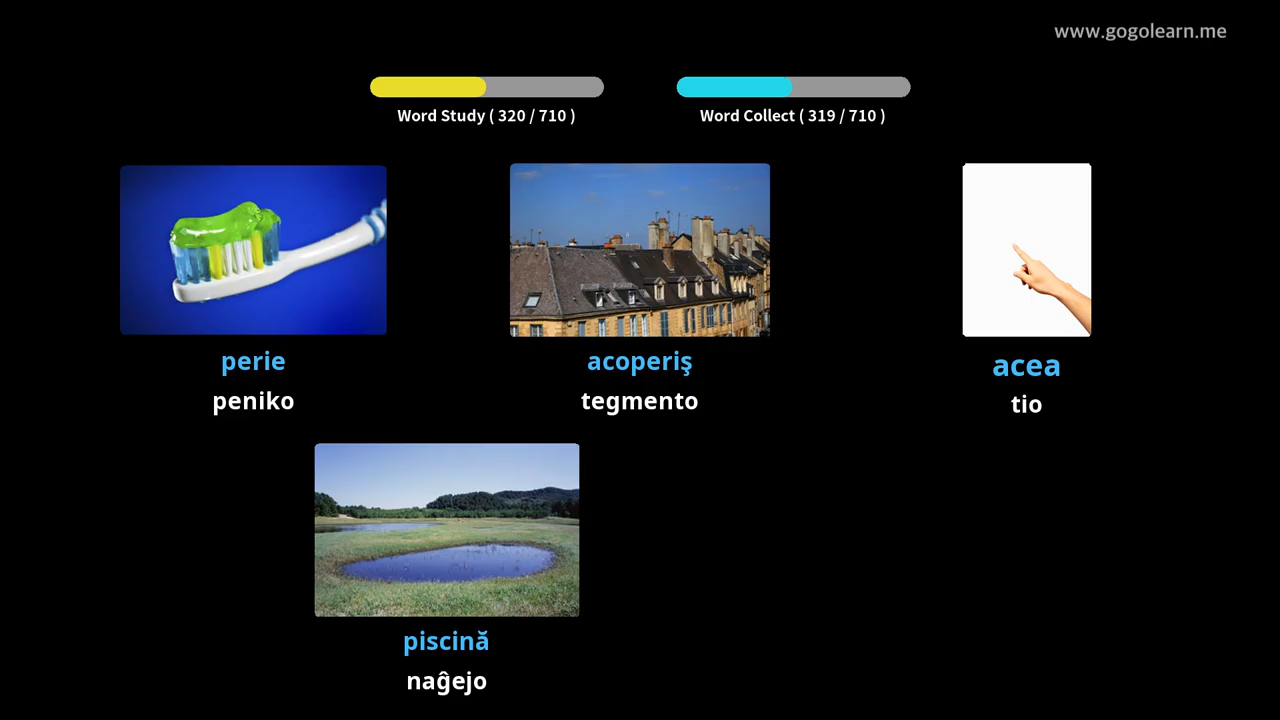 www.gogolearn.me
Word Study ( 320 / 710 )
Word Collect ( 319 / 710 )
perie
peniko
acoperiş
tegmento
acea
tio
piscină
naĝejo